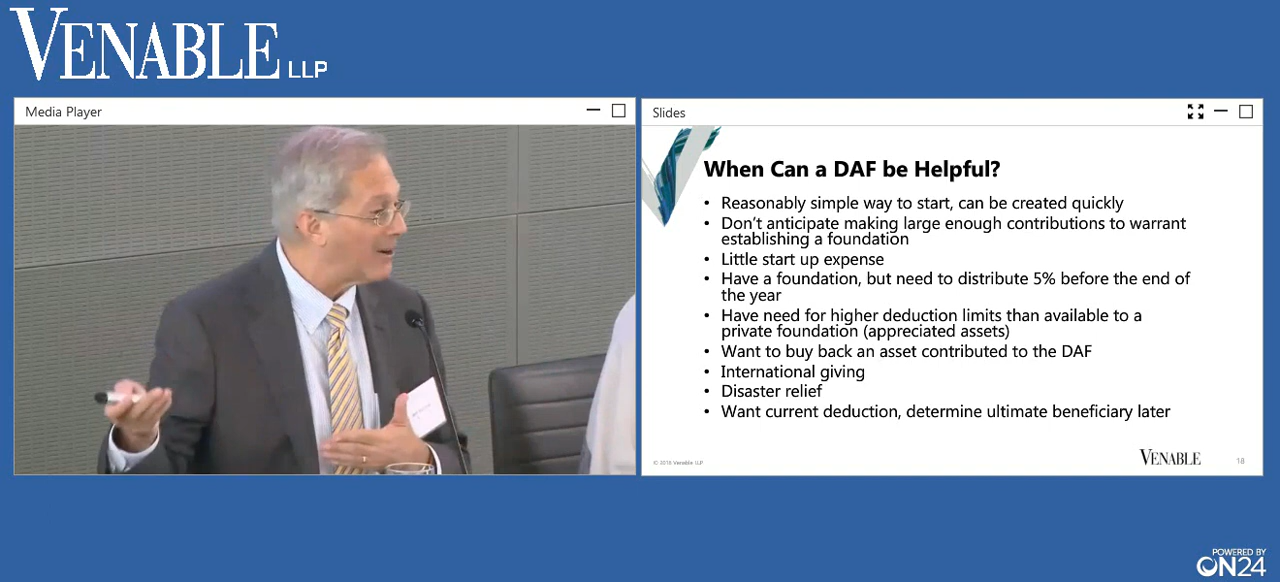 VENABLE LLP
Media Player
Slides
When Can a DAF be Helpful?
• Reasonably simple way to start, can be created quickly
• Don't anticipate making large enough contributions to warrant
establishing a foundation
• Little start up expense
• Have a foundation, but need to distribute 5% before the end of
the year
• Have need for higher deduction limits than available to a
private foundation (appreciated assets)
• Want to buy back an asset contributed to the DAF
• International giving
• Disaster relief
• Want current deduction, determine ultimate beneficiary later
© 2018 Venable LLP
VENABLE
18
POWERED BY
ON24